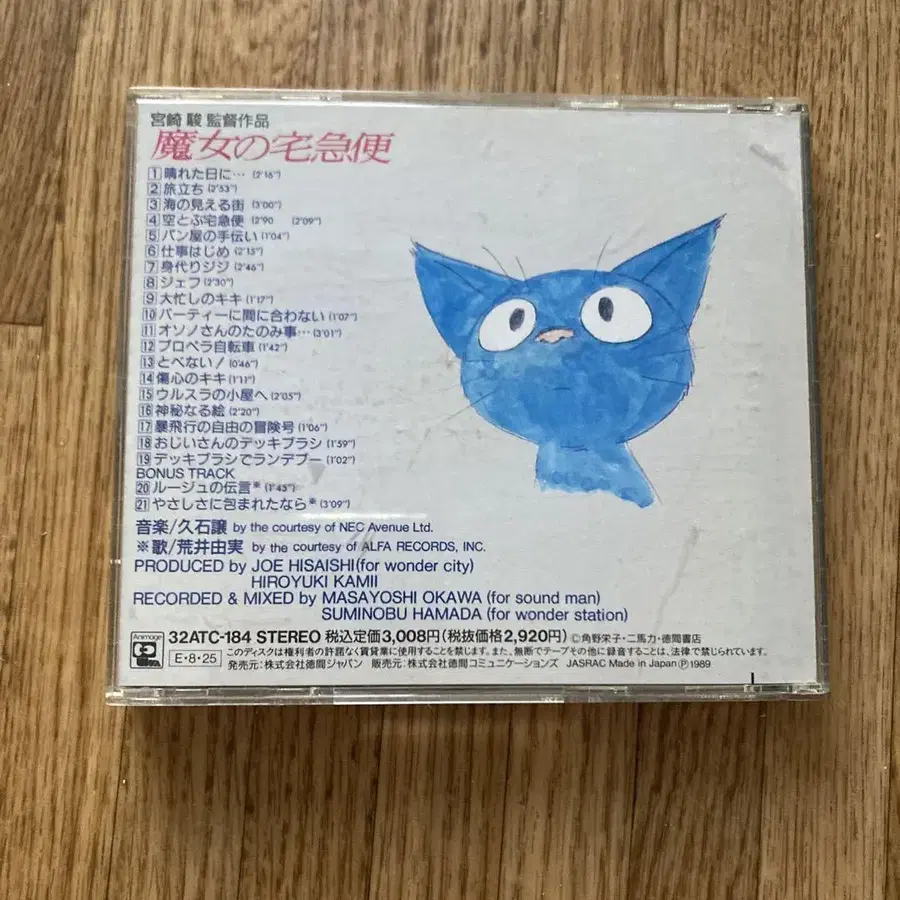 宮崎 駿 監督作品
魔女の宅急便
1 晴れた日に… (2'16")
2 旅立ち (2'53")
3 海の見える街 (3'00")
4 空とぶ宅急便 (2'90 (2'09")
5 パン屋の手伝い (1'04")
6 仕事はじめ (2'13")
7 身代りジジ (2'46")
8 ジェフ (2'30")
9 大忙しのキキ (1'17")
10 パーティーに間に合わない (1'07")
11 オソノさんのたのみ事… (3'01")
12 プロペラ自転車 (1'42")
13 とべない! (0'46")
14 傷心のキキ (1'11")
15 ウルスラの小屋へ (2'05")
16 神秘なる絵 (2'20")
17 暴飛行の自由の冒険号 (1'06")
18 おじいさんのデッキブラシ (1'59")
19 デッキブラシでランデブー (1'02")
BONUS TRACK
20 ルージュの伝言※ (1'45")
21 やさしさに包まれたなら※ (3'09")
音楽/久石譲 by the courtesy of NEC Avenue Ltd.
※歌/荒井由実 by the courtesy of ALFA RECORDS, INC.
PRODUCED by JOE HISAISHI (for wonder city)
HIROYUKI KAMII
RECORDED & MIXED by MASAYOSHI OKAWA (for sound man)
SUMINOBU HAMADA (for wonder station)
Animage
32ATC-184 STEREO 税込定価3,008円(税抜価格2,920円) ©角野栄子・二馬力・徳間書店
E・8・25
このディスクは権利者の許諾なく賃貸業に使用することを禁じます。また、無断でテープその他に録音することは、法律で禁じられています。
発売元:株式会社徳間ジャパン 販売元:株式会社徳間コミュニケーションズ JASRAC Made in Japan Ⓟ1989